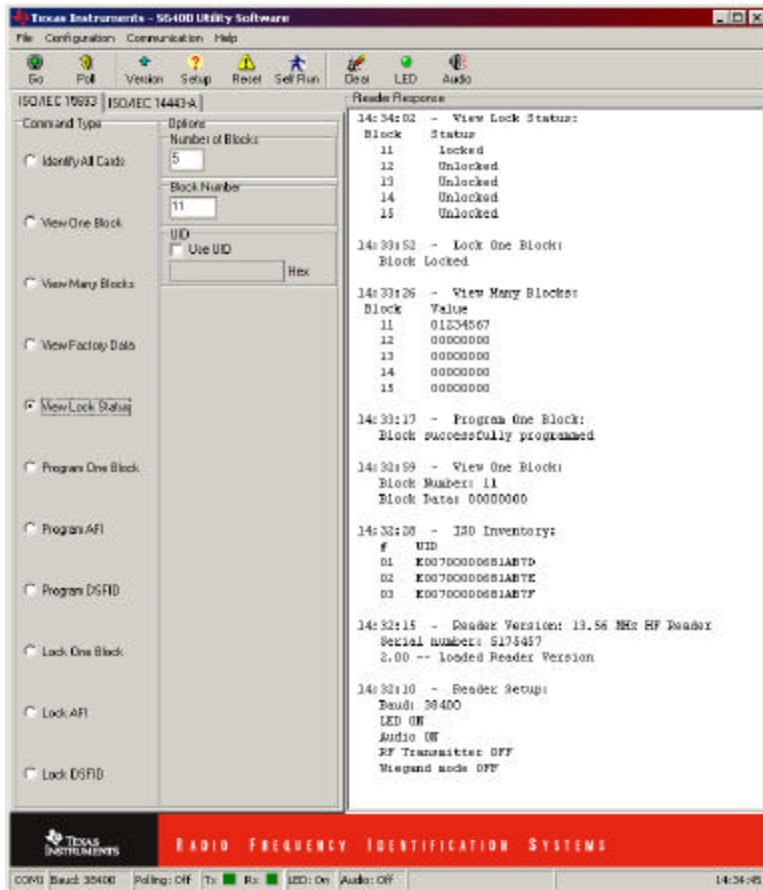 Texas Instruments - S6400 Utility Software
File Configuration Communication Help
Go Poll Version Setup Reset Self Run Clear LED Audio
ISO/IEC 15693 ISO/IEC 14443-A
Command Type
Identify All Cards
View One Block
View Many Blocks
View Factory Data
View Lock Status
Program One Block
Program AFI
Program DSFID
Lock One Block
Lock AFI
Lock DSFID
Options
Number of Blocks
5
Block Number
11
UID
Use UID
Hex
Reader Response
14:34:02 - View Lock Status:
Block Status
11 Locked
12 Unlocked
13 Unlocked
14 Unlocked
15 Unlocked
14:33:52 - Lock One Block:
Block Locked
14:33:26 - View Many Blocks:
Block Value
11 01234567
12 00000000
13 00000000
14 00000000
15 00000000
14:33:17 - Program One Block:
Block successfully programmed
14:32:59 - View One Block:
Block Number: 11
Block Data: 00000000
14:32:28 - ISO Inventory:
# UID
01 E00700000681AB7D
02 E00700000681AB7E
03 E00700000681AB7F
14:32:15 - Reader Version: 13.56 MHz HF Reader
Serial number: 5175457
2.00 -- Loaded Reader Version
14:32:10 - Reader Setup:
Baud: 38400
LED ON
Audio ON
RF Transmitter OFF
Wiegand mode OFF
TEXAS INSTRUMENTS
RADIO FREQUENCY IDENTIFICATION SYSTEMS
COM1 Baud: 38400 Polling: Off Tx Rx LED: On Audio: Off 14:34:45